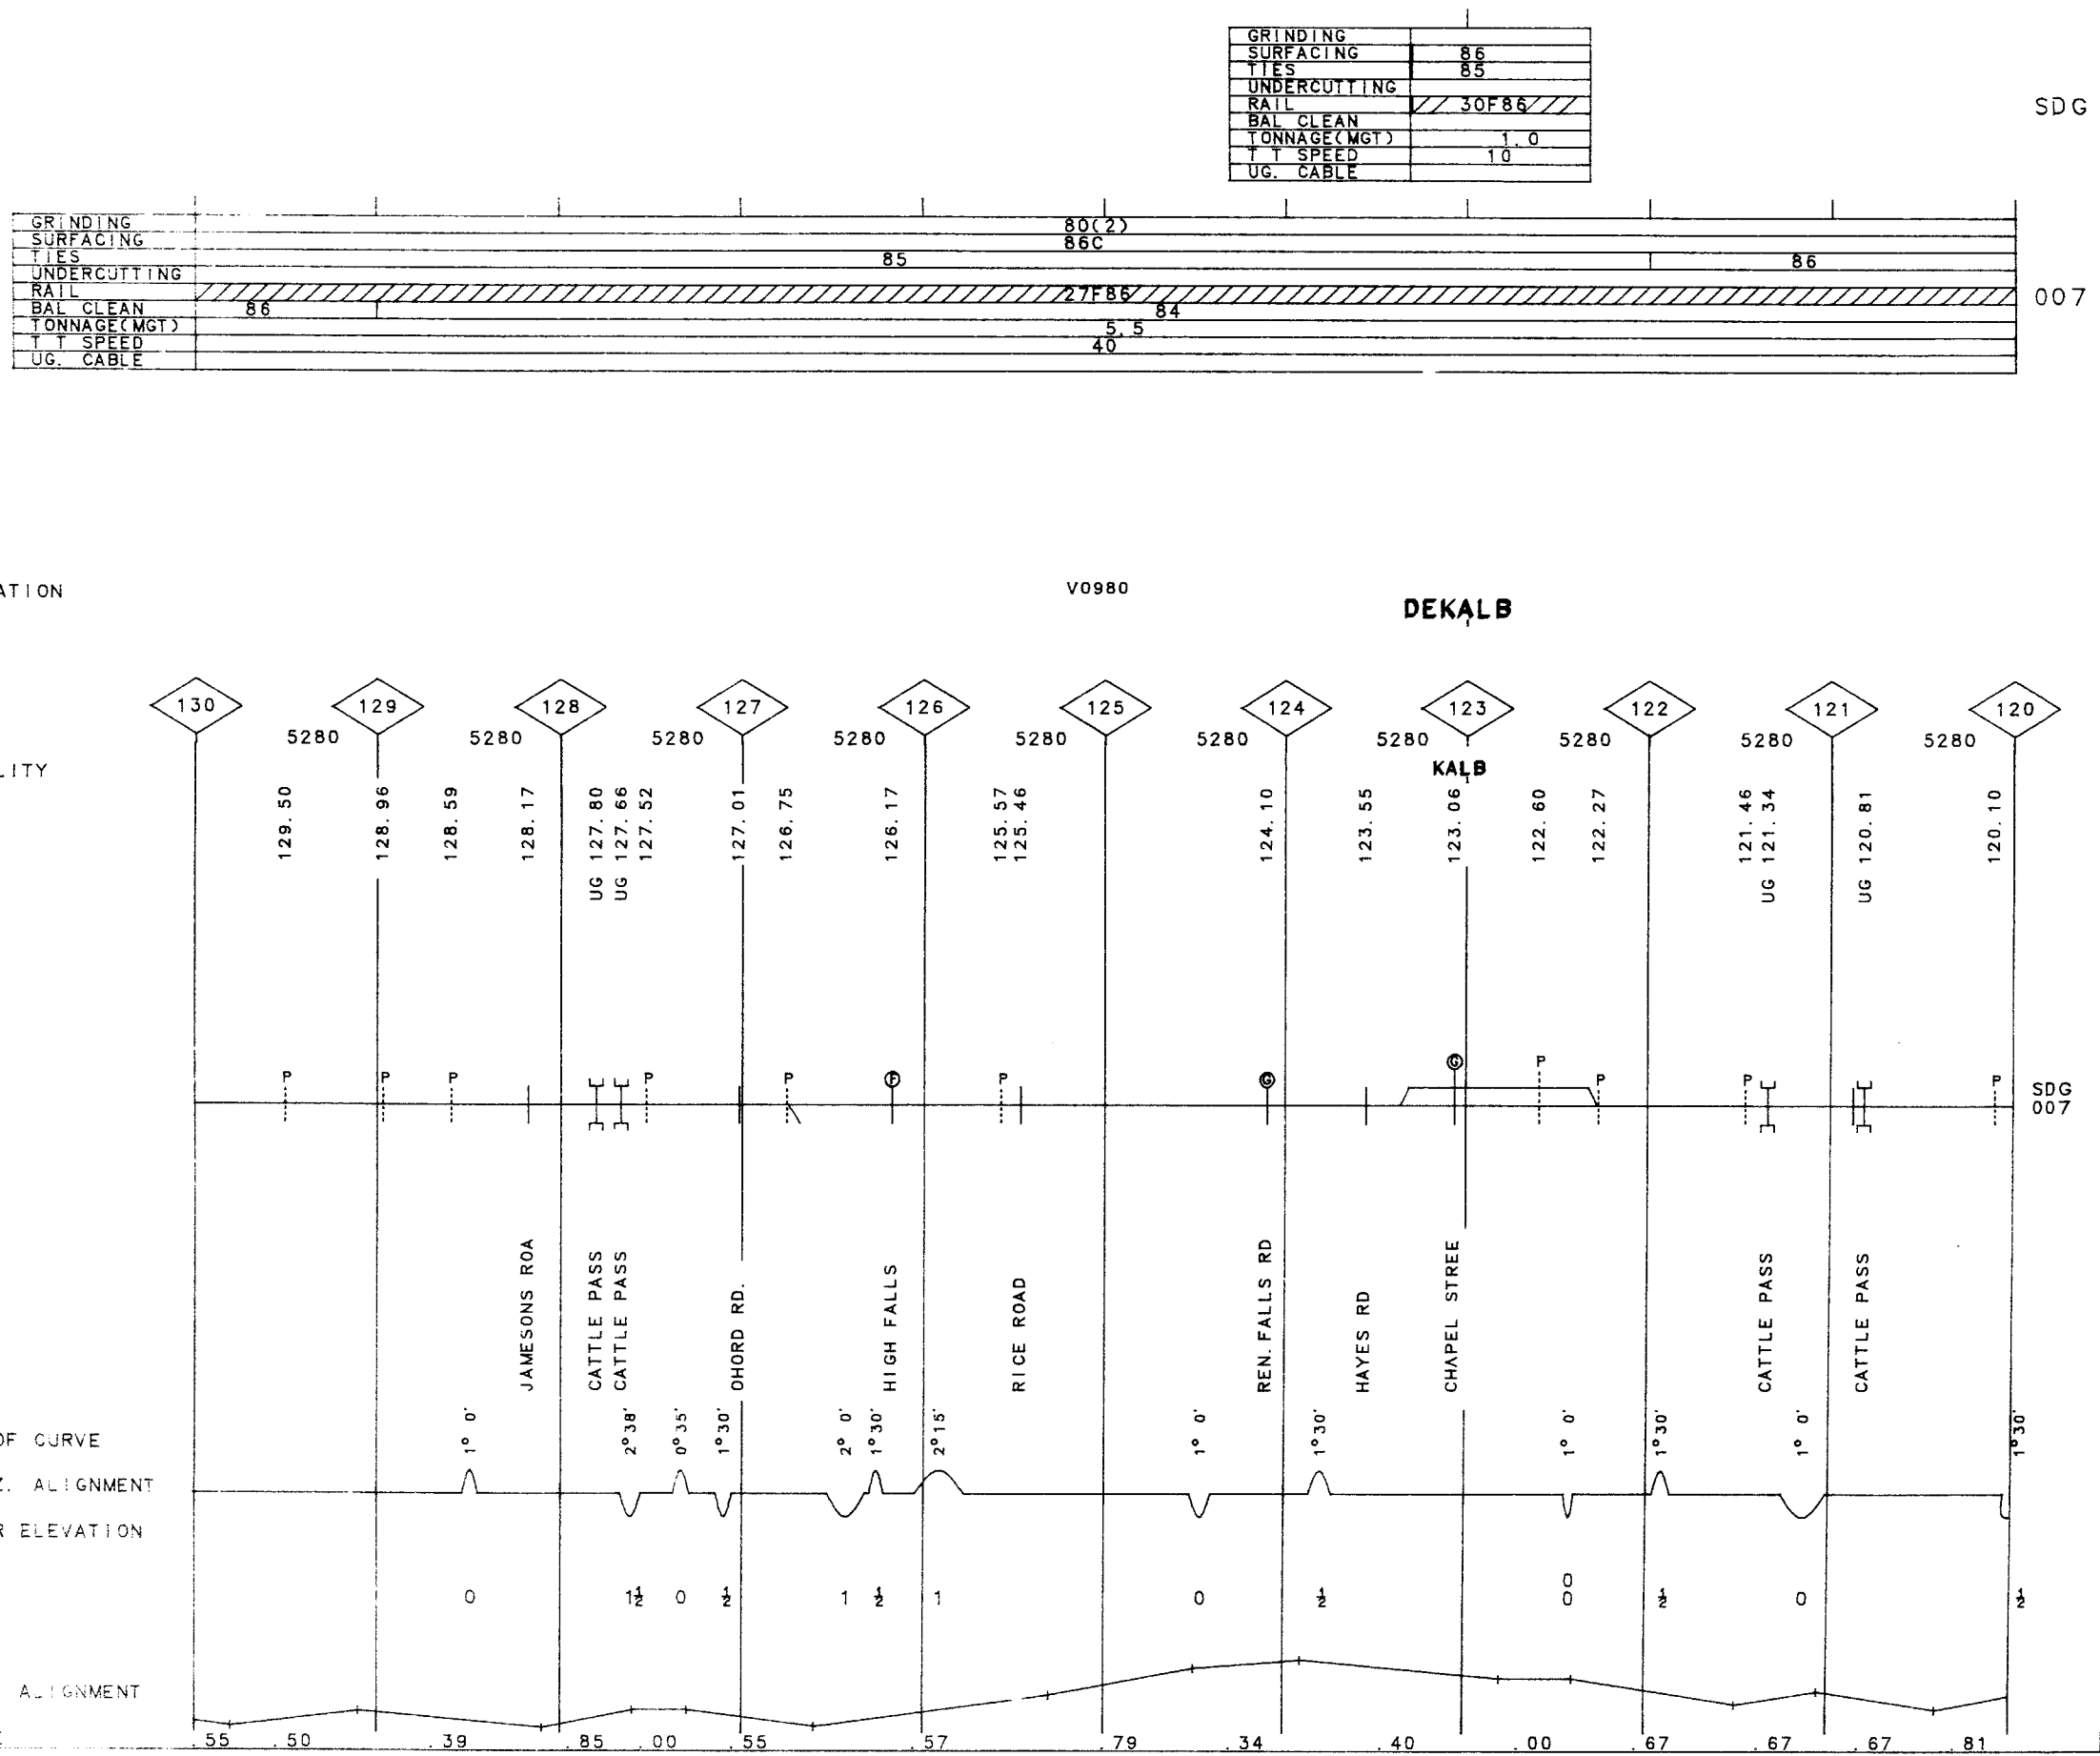 GRINDING
SURFACING 86
TIES 85
UNDERCUTTING
RAIL 30F86
BAL CLEAN
TONNAGE(MGT) 1.0
T T SPEED 10
UG. CABLE
SDG
GRINDING 80(2)
SURFACING 86C
TIES 85 86
UNDERCUTTING
RAIL 27F86
BAL CLEAN 86 84
TONNAGE(MGT) 5.5
T T SPEED 40
UG. CABLE
007
ATION
V0980
DEKALB
130 129 128 127 126 125 124 123 122 121 120
5280 5280 5280 5280 5280 5280 5280 5280 5280 5280
LITY
KALB
129.50
128.96
128.59
128.17
UG 127.80
UG 127.66
127.52
127.01
126.75
126.17
125.57
125.46
124.10
123.55
123.06
122.60
122.27
121.46
UG 121.34
UG 120.81
120.10
P P P P P F P G G P P P P
SDG
007
JAMESONS ROA
CATTLE PASS
CATTLE PASS
OHORD RD.
HIGH FALLS
RICE ROAD
REN.FALLS RD
HAYES RD
CHAPEL STREE
CATTLE PASS
CATTLE PASS
OF CURVE
1° 0' 2°38' 0°35' 1°30' 2° 0' 1°30' 2°15' 1° 0' 1°30' 1° 0' 1°30' 1° 0' 1°30'
Z. ALIGNMENT
R ELEVATION
0 1½ 0 ½ 1 ½ 1 0 ½ 0 0 ½ 0 ½
ALIGNMENT
.55 .50 .39 .85 .00 .55 .57 .79 .34 .40 .00 .67 .67 .67 .81